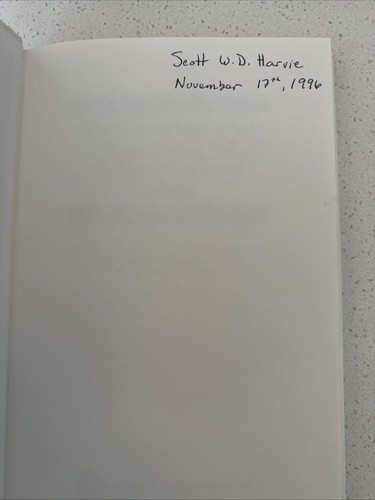 Scott W.D. Harvie
November 17th, 1996